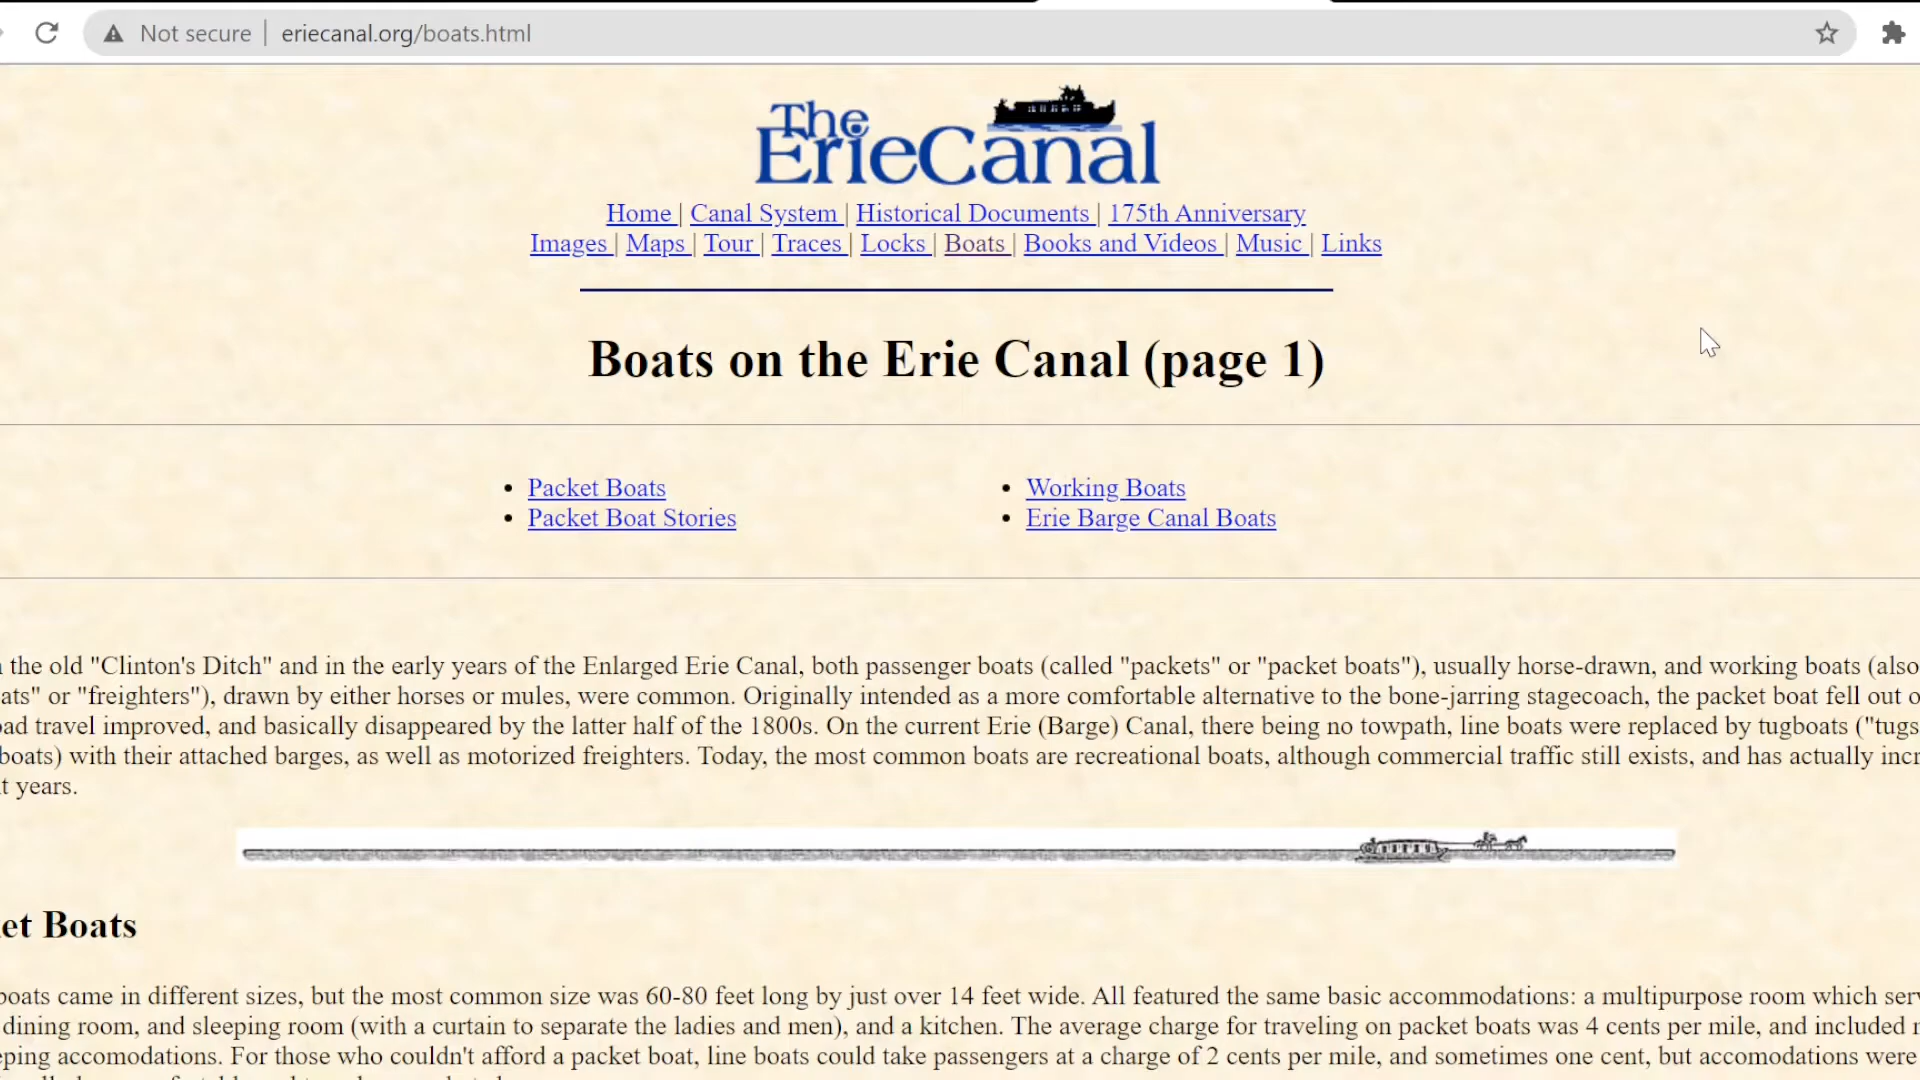 Not secure | eriecanal.org/boats.html
The
ErieCanal
Home | Canal System | Historical Documents | 175th Anniversary
Images | Maps | Tour | Traces | Locks | Boats | Books and Videos | Music | Links
Boats on the Erie Canal (page 1)
• Packet Boats
• Packet Boat Stories
• Working Boats
• Erie Barge Canal Boats
the old "Clinton's Ditch" and in the early years of the Enlarged Erie Canal, both passenger boats (called "packets" or "packet boats"), usually horse-drawn, and working boats (also
ats" or "freighters"), drawn by either horses or mules, were common. Originally intended as a more comfortable alternative to the bone-jarring stagecoach, the packet boat fell out o
oad travel improved, and basically disappeared by the latter half of the 1800s. On the current Erie (Barge) Canal, there being no towpath, line boats were replaced by tugboats ("tugs
boats) with their attached barges, as well as motorized freighters. Today, the most common boats are recreational boats, although commercial traffic still exists, and has actually incr
t years.
et Boats
boats came in different sizes, but the most common size was 60-80 feet long by just over 14 feet wide. All featured the same basic accommodations: a multipurpose room which serv
dining room, and sleeping room (with a curtain to separate the ladies and men), and a kitchen. The average charge for traveling on packet boats was 4 cents per mile, and included
eping accomodations. For those who couldn't afford a packet boat, line boats could take passengers at a charge of 2 cents per mile, and sometimes one cent, but accomodations were